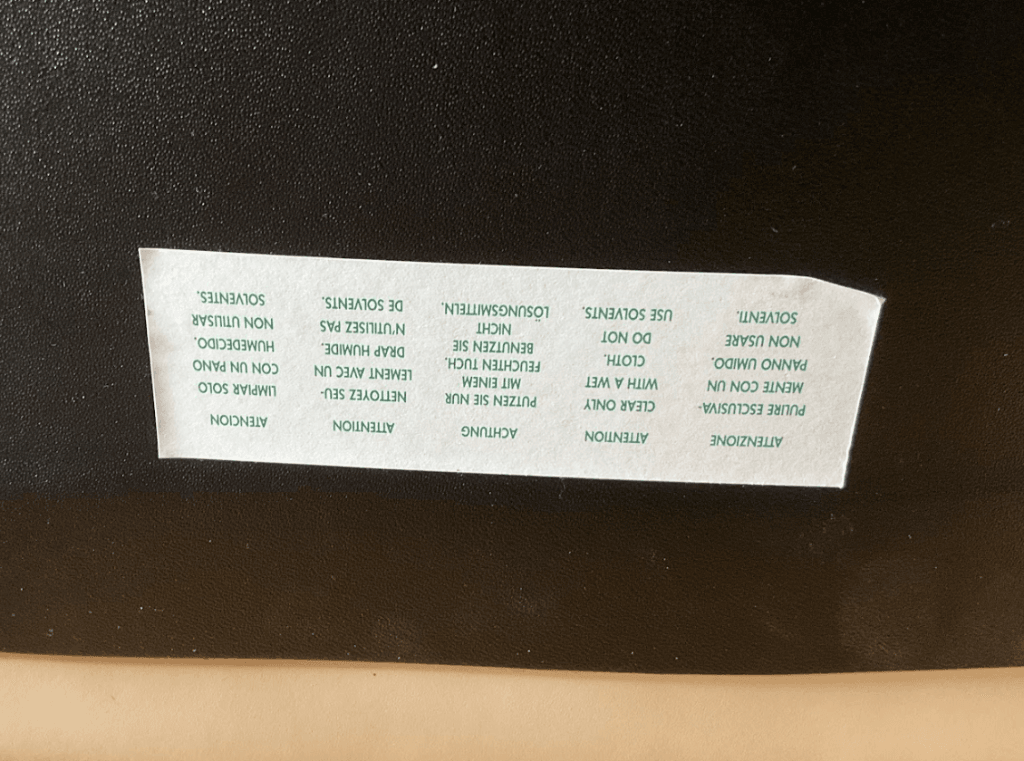 ATTENZIONE
PULIRE ESCLUSIVA-
MENTE CON UN
PANNO UMIDO.
NON USARE
SOLVENTI.
ATTENTION
CLEAR ONLY
WITH A WET
CLOTH.
DO NOT
USE SOLVENTS.
ACHTUNG
PUTZEN SIE NUR
MIT EINEM
FEUCHTEN TUCH.
BENUTZEN SIE
NICHT
LÖSUNGSMITTELN.
ATTENTION
NETTOYEZ SEU-
LEMENT AVEC UN
DRAP HUMIDE.
N'UTILISEZ PAS
DE SOLVENTS.
ATENCION
LIMPIAR SOLO
CON UN PANO
HUMEDECIDO.
NON UTILISAR
SOLVENTES.